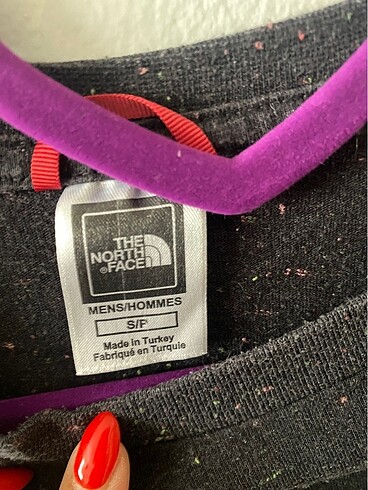 THE
NORTH
FACE
MENS/HOMMES
S/P
Made in Turkey
Fabriqué en Turquie